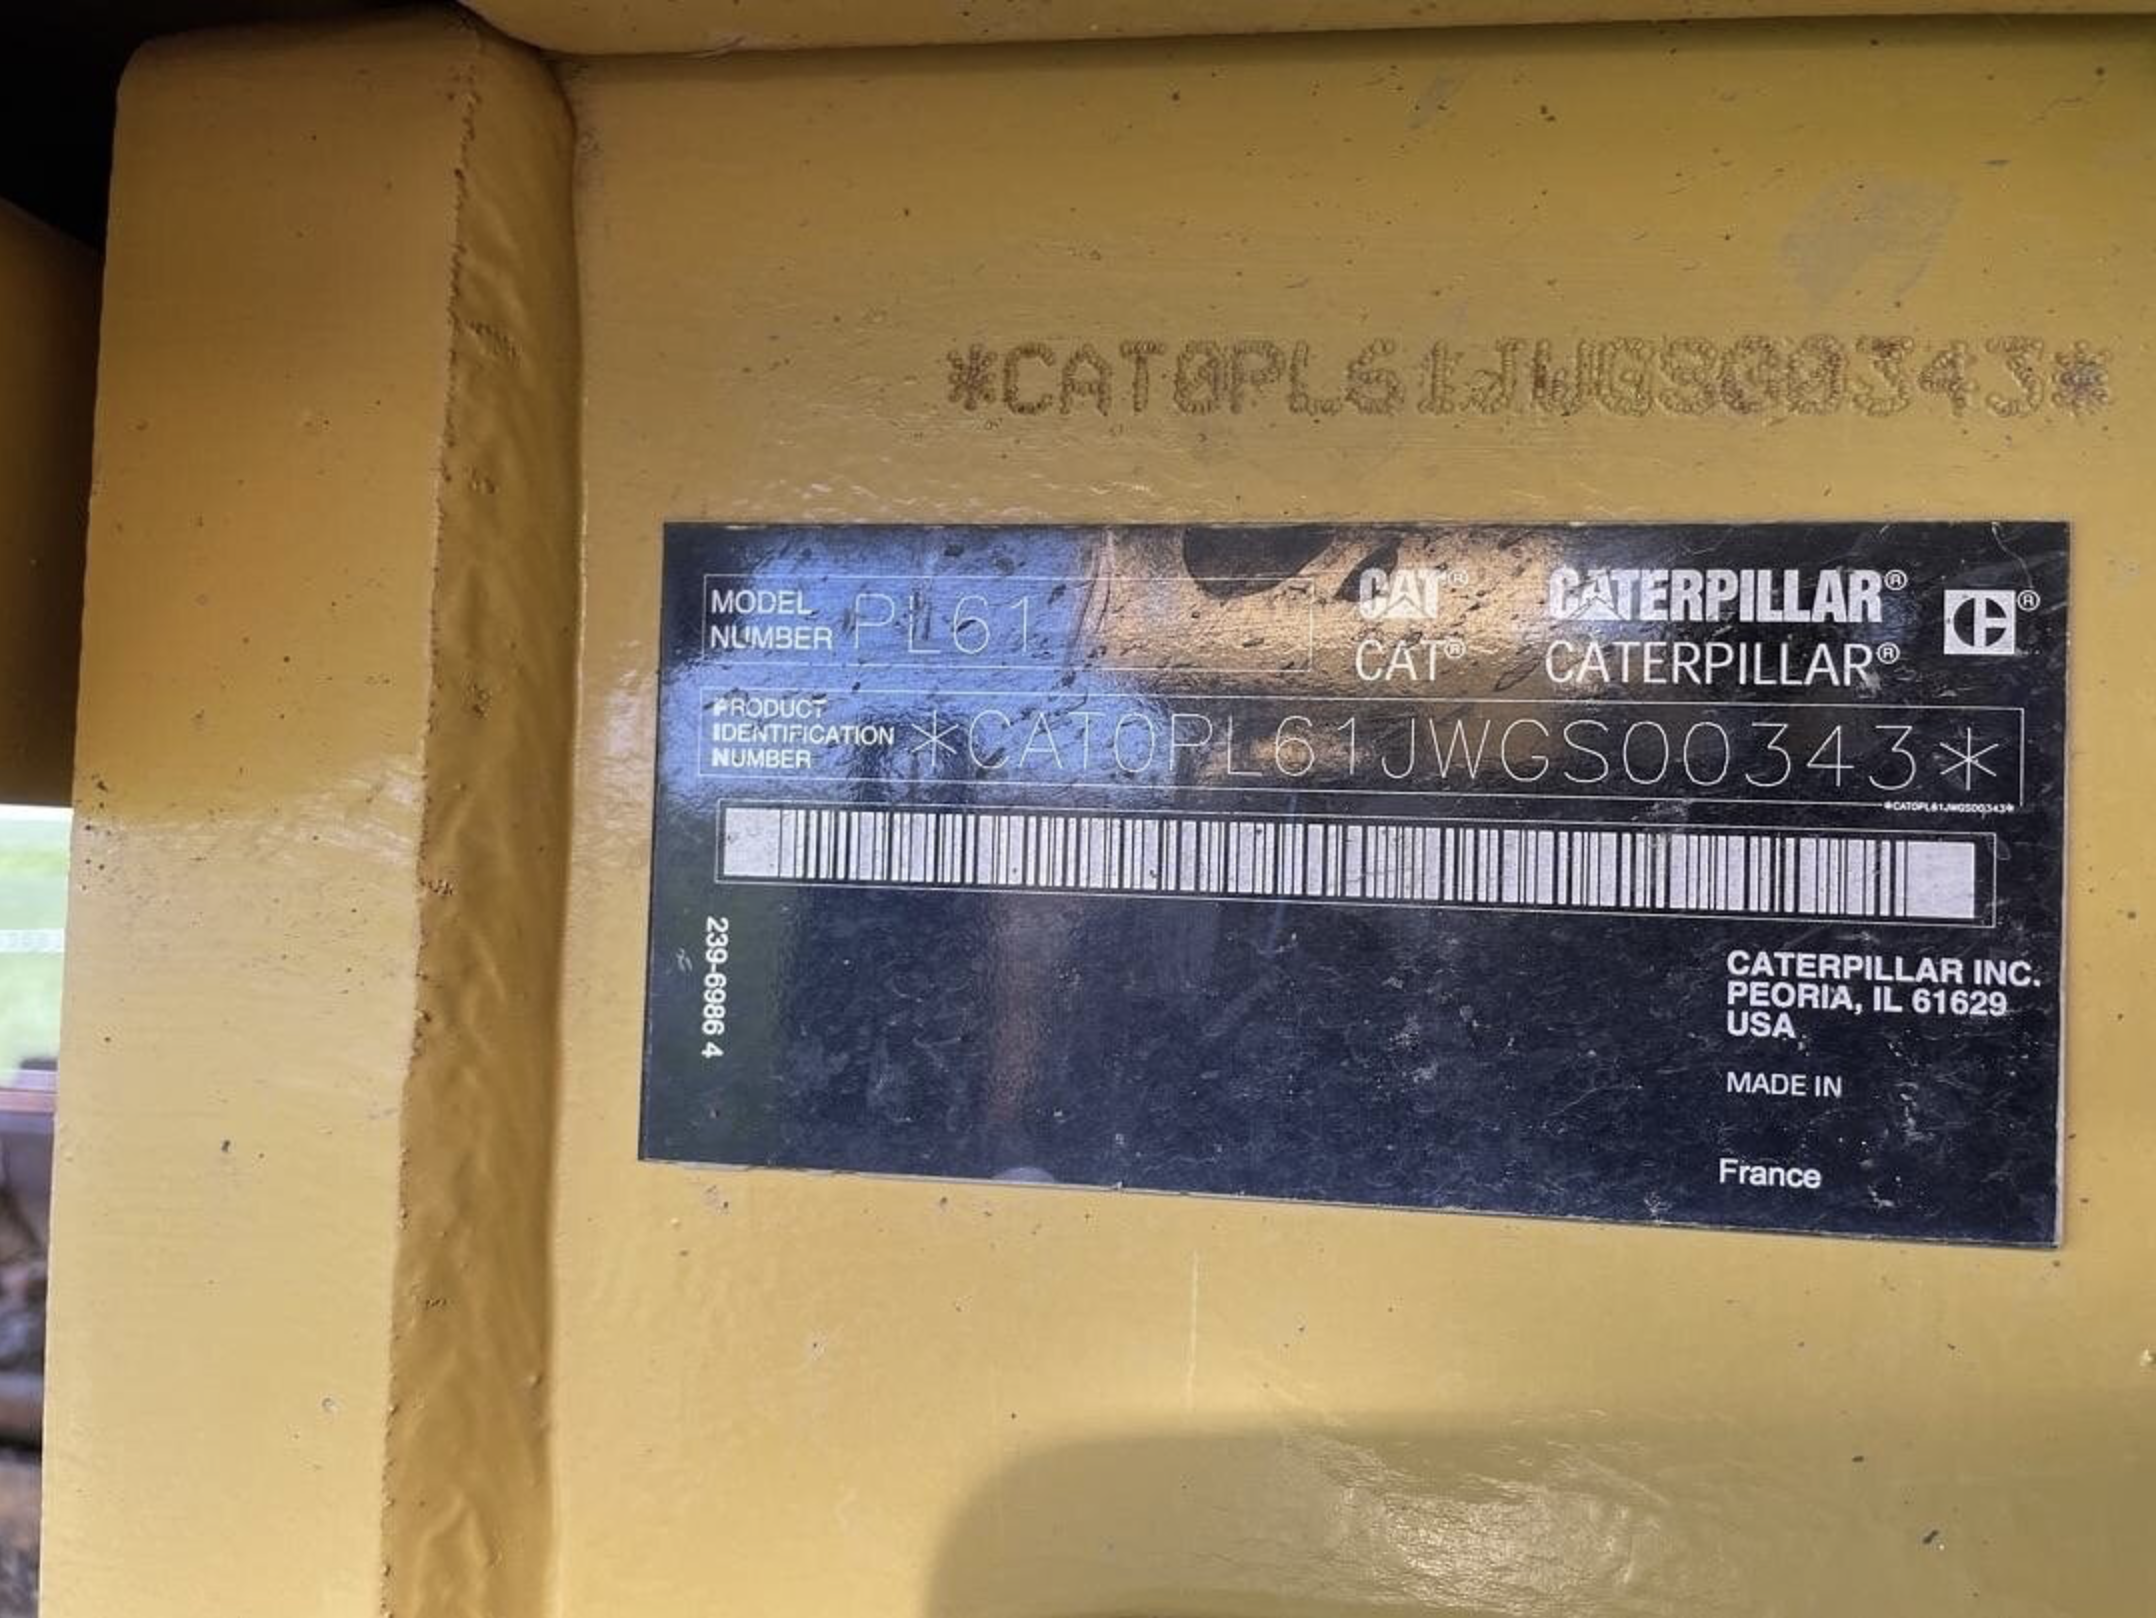 *CAT0PL61JWGS00343*
MODEL NUMBER PL61
CAT® CATERPILLAR®
CAT® CATERPILLAR®
PRODUCT IDENTIFICATION NUMBER *CAT0PL61JWGS00343*
*CAT0PL61JWGS00343*
239-6986 4
CATERPILLAR INC.
PEORIA, IL 61629
USA
MADE IN
France